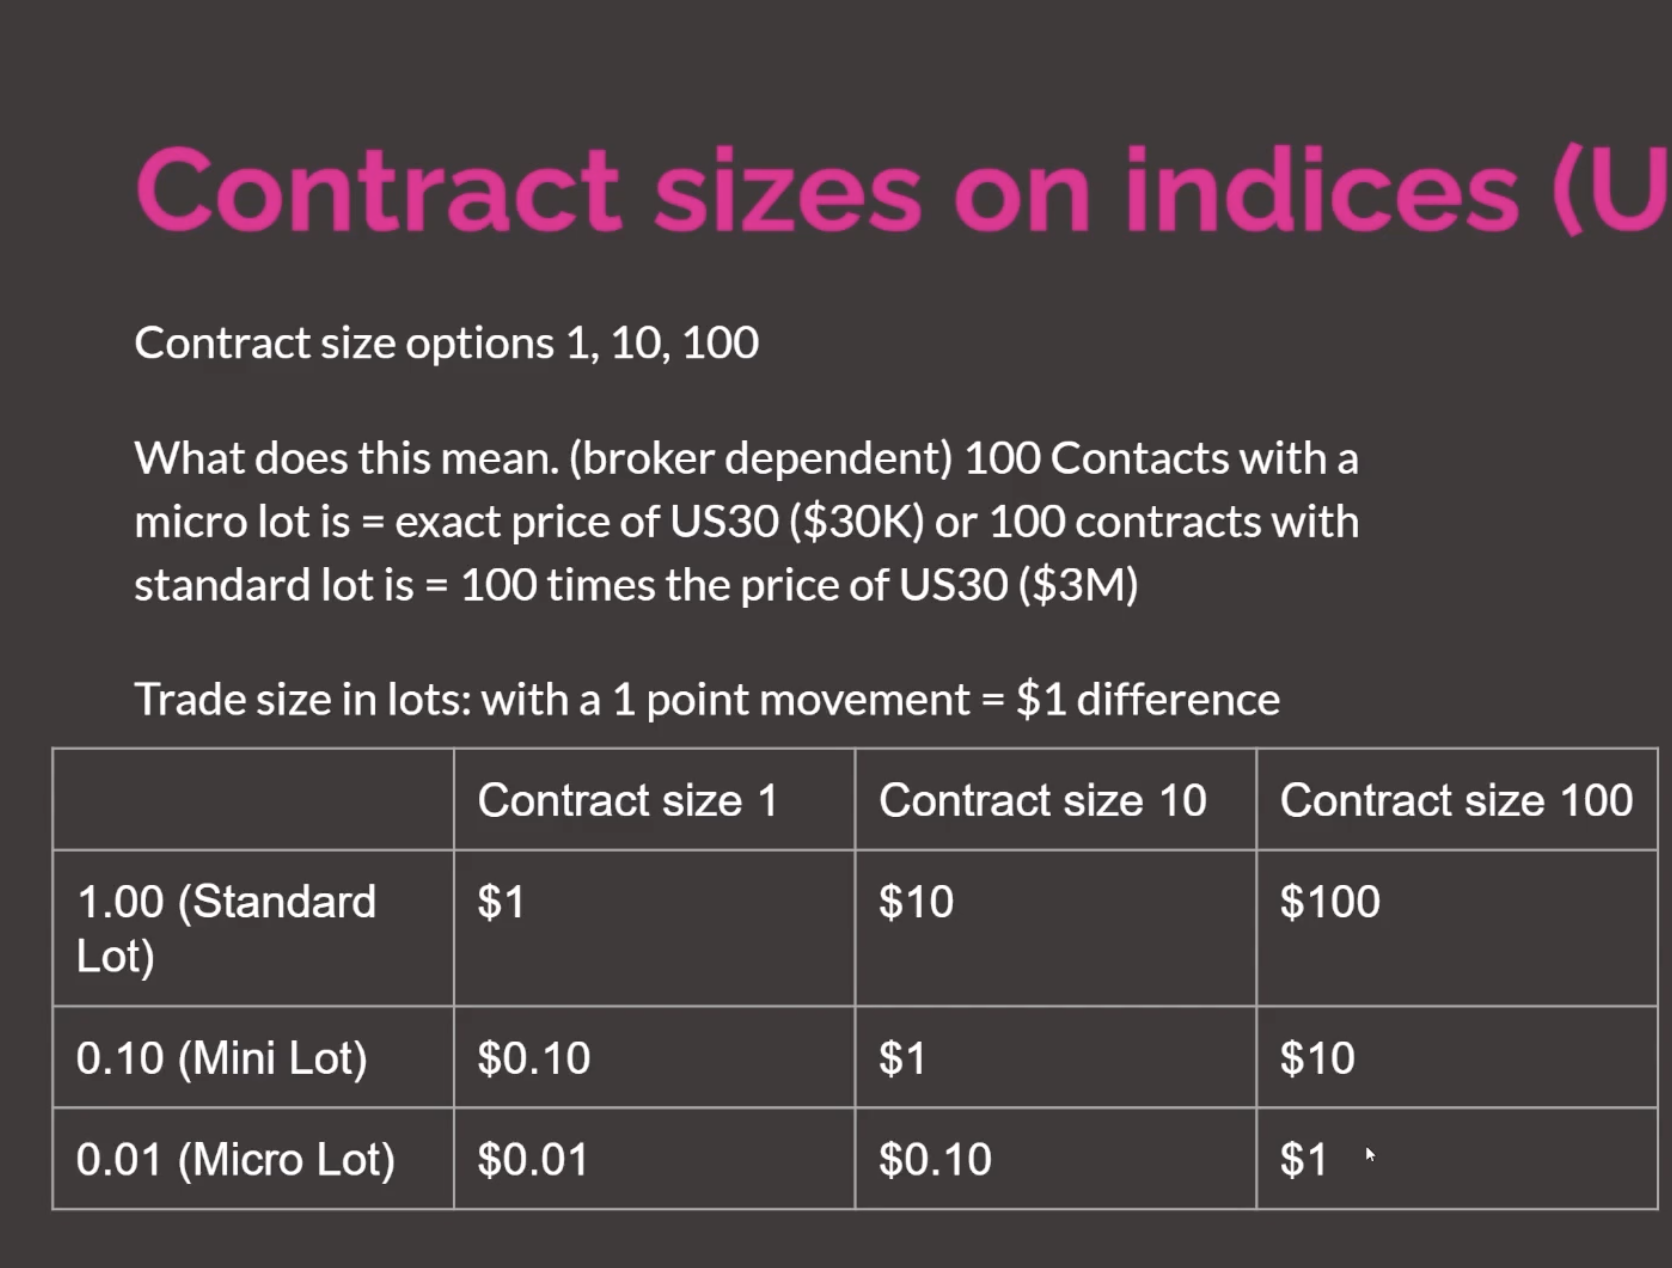 Contract sizes on indices (U
Contract size options 1, 10, 100
What does this mean. (broker dependent) 100 Contacts with a
micro lot is = exact price of US30 ($30K) or 100 contracts with
standard lot is = 100 times the price of US30 ($3M)
Trade size in lots: with a 1 point movement = $1 difference
Contract size 1 Contract size 10 Contract size 100
1.00 (Standard $1 $10 $100
Lot)
0.10 (Mini Lot) $0.10 $1 $10
0.01 (Micro Lot) $0.01 $0.10 $1